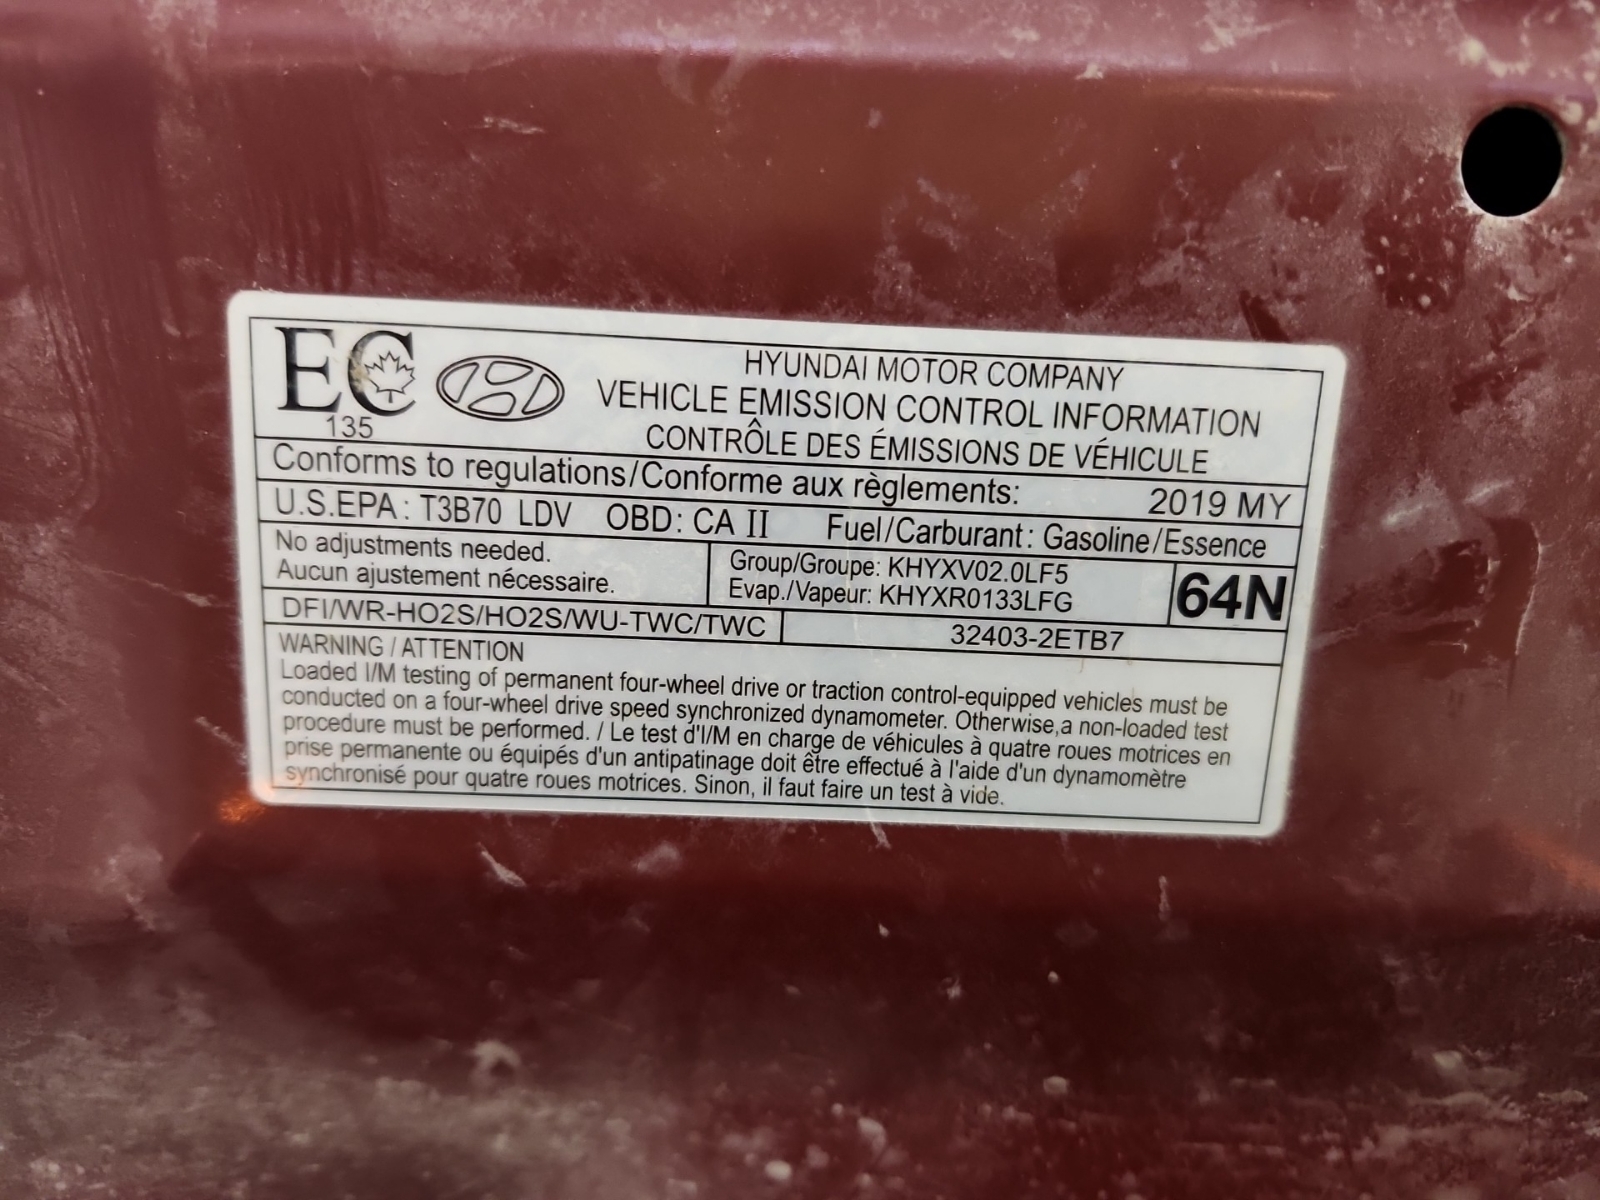 EC
135
HYUNDAI MOTOR COMPANY
VEHICLE EMISSION CONTROL INFORMATION
CONTRÔLE DES ÉMISSIONS DE VÉHICULE
Conforms to regulations/Conforme aux règlements: 2019 MY
U.S.EPA: T3B70 LDV OBD: CA II Fuel/Carburant: Gasoline/Essence
No adjustments needed.
Aucun ajustement nécessaire.
Group/Groupe: KHYXV02.0LF5
Evap./Vapeur: KHYXR0133LFG
64N
DFI/WR-HO2S/HO2S/WU-TWC/TWC
32403-2ETB7
WARNING / ATTENTION
Loaded I/M testing of permanent four-wheel drive or traction control-equipped vehicles must be
conducted on a four-wheel drive speed synchronized dynamometer. Otherwise,a non-loaded test
procedure must be performed. / Le test d'I/M en charge de véhicules à quatre roues motrices en
prise permanente ou équipés d'un antipatinage doit être effectué à l'aide d'un dynamomètre
synchronisé pour quatre roues motrices. Sinon, il faut faire un test à vide.